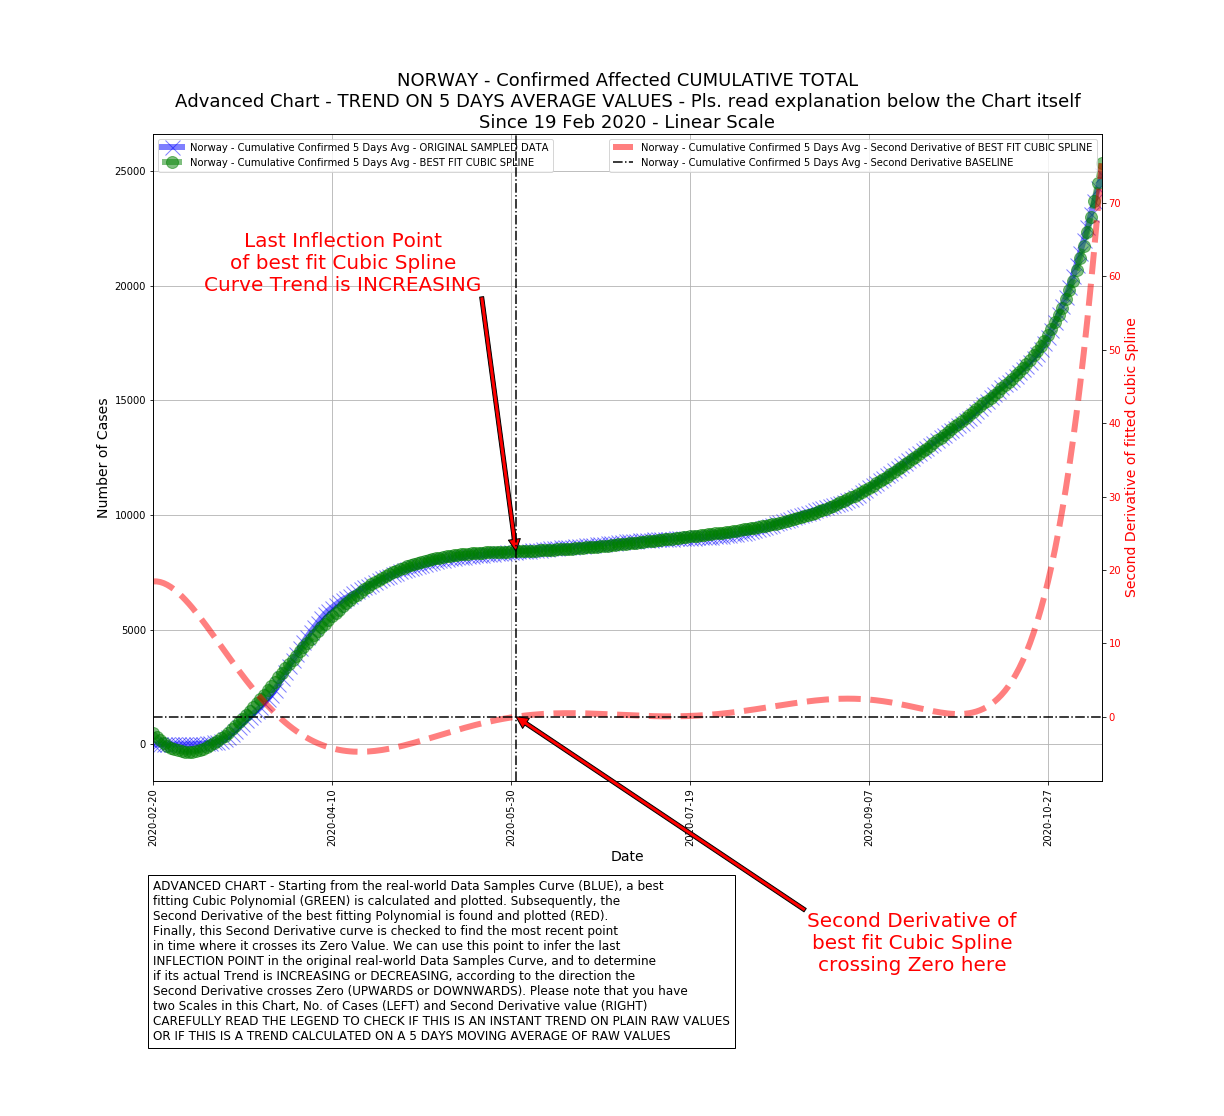 NORWAY - Confirmed Affected CUMULATIVE TOTAL
Advanced Chart - TREND ON 5 DAYS AVERAGE VALUES - Pls. read explanation below the Chart itself
Since 19 Feb 2020 - Linear Scale
Norway - Cumulative Confirmed 5 Days Avg - ORIGINAL SAMPLED DATA
Norway - Cumulative Confirmed 5 Days Avg - BEST FIT CUBIC SPLINE
Norway - Cumulative Confirmed 5 Days Avg - Second Derivative of BEST FIT CUBIC SPLINE
Norway - Cumulative Confirmed 5 Days Avg - Second Derivative BASELINE
Last Inflection Point
of best fit Cubic Spline
Curve Trend is INCREASING
Number of Cases
25000
20000
15000
10000
5000
0
70
60
50
40
30
20
10
0
Second Derivative of fitted Cubic Spline
2020-02-20
2020-04-10
2020-05-30
2020-07-19
2020-09-07
2020-10-27
Date
ADVANCED CHART - Starting from the real-world Data Samples Curve (BLUE), a best
fitting Cubic Polynomial (GREEN) is calculated and plotted. Subsequently, the
Second Derivative of the best fitting Polynomial is found and plotted (RED).
Finally, this Second Derivative curve is checked to find the most recent point
in time where it crosses its Zero Value. We can use this point to infer the last
INFLECTION POINT in the original real-world Data Samples Curve, and to determine
if its actual Trend is INCREASING or DECREASING, according to the direction the
Second Derivative crosses Zero (UPWARDS or DOWNWARDS). Please note that you have
two Scales in this Chart, No. of Cases (LEFT) and Second Derivative value (RIGHT)
CAREFULLY READ THE LEGEND TO CHECK IF THIS IS AN INSTANT TREND ON PLAIN RAW VALUES
OR IF THIS IS A TREND CALCULATED ON A 5 DAYS MOVING AVERAGE OF RAW VALUES
Second Derivative of
best fit Cubic Spline
crossing Zero here